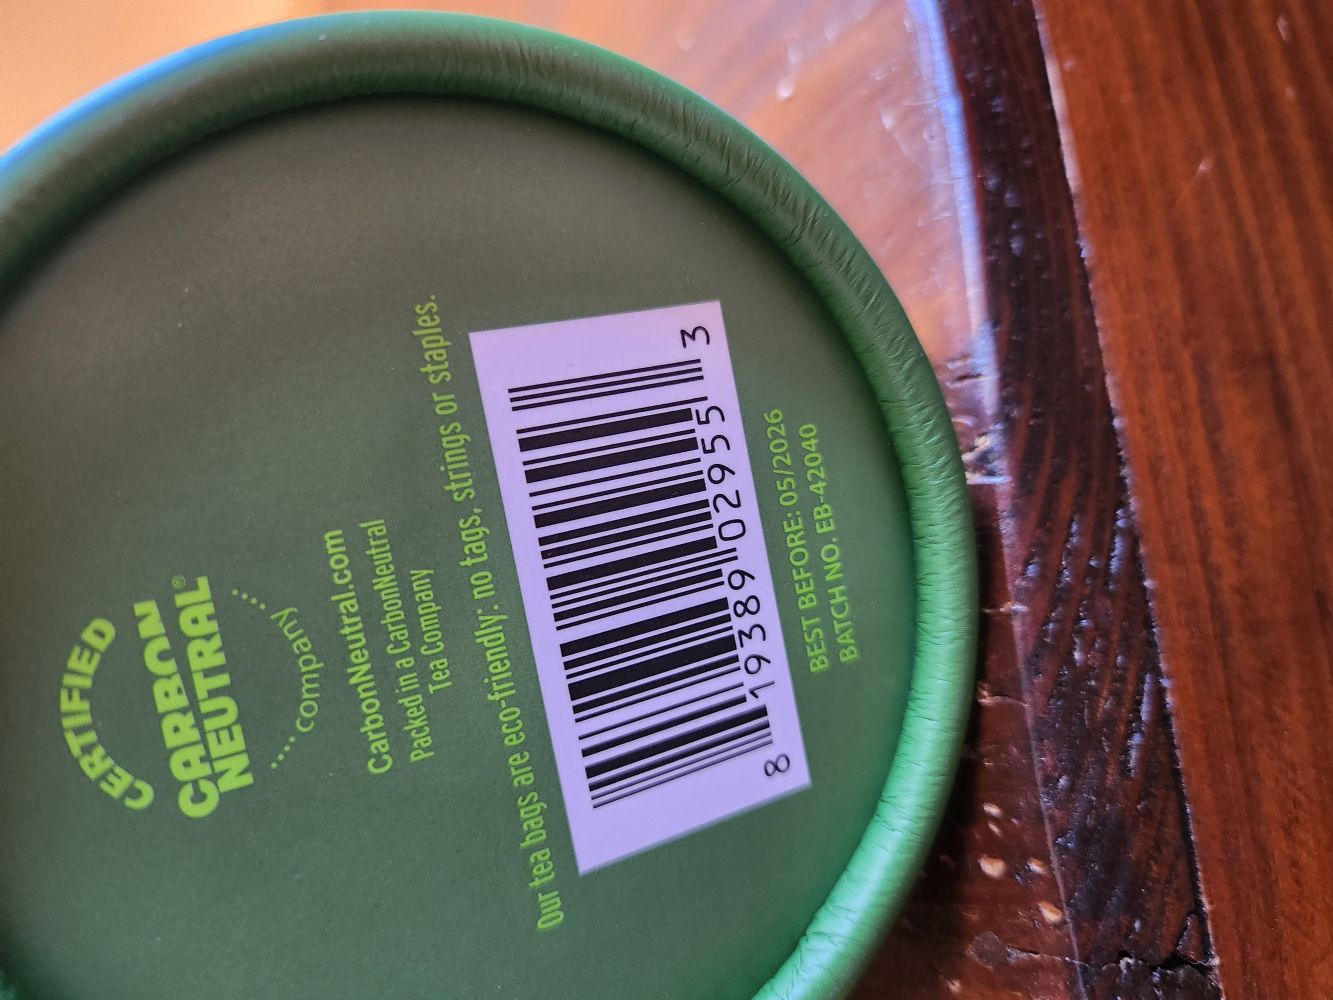 CERTIFIED
CARBON
NEUTRAL®
company
CarbonNeutral.com
Packed in a CarbonNeutral
Tea Company
Our tea bags are eco-friendly: no tags, strings or staples.
8 19389 02955 3
BEST BEFORE: 05/2026
BATCH NO. EB-42040